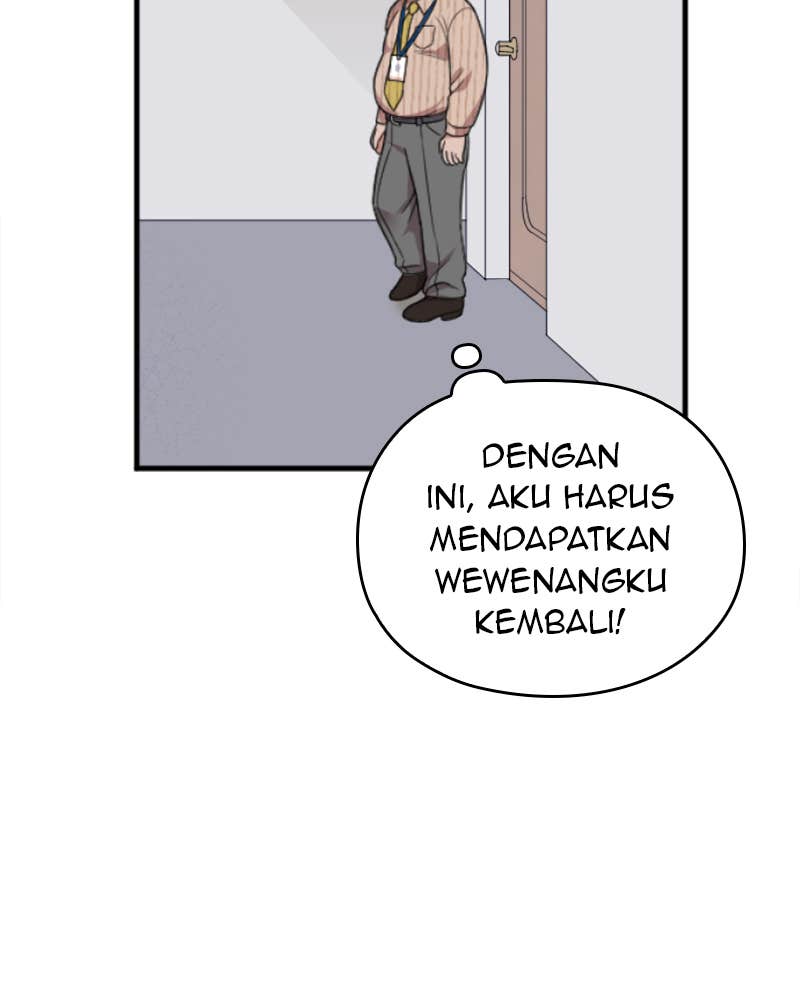 DENGAN
INI, AKU HARUS
MENDAPATKAN
WEWENANGKU
KEMBALI!